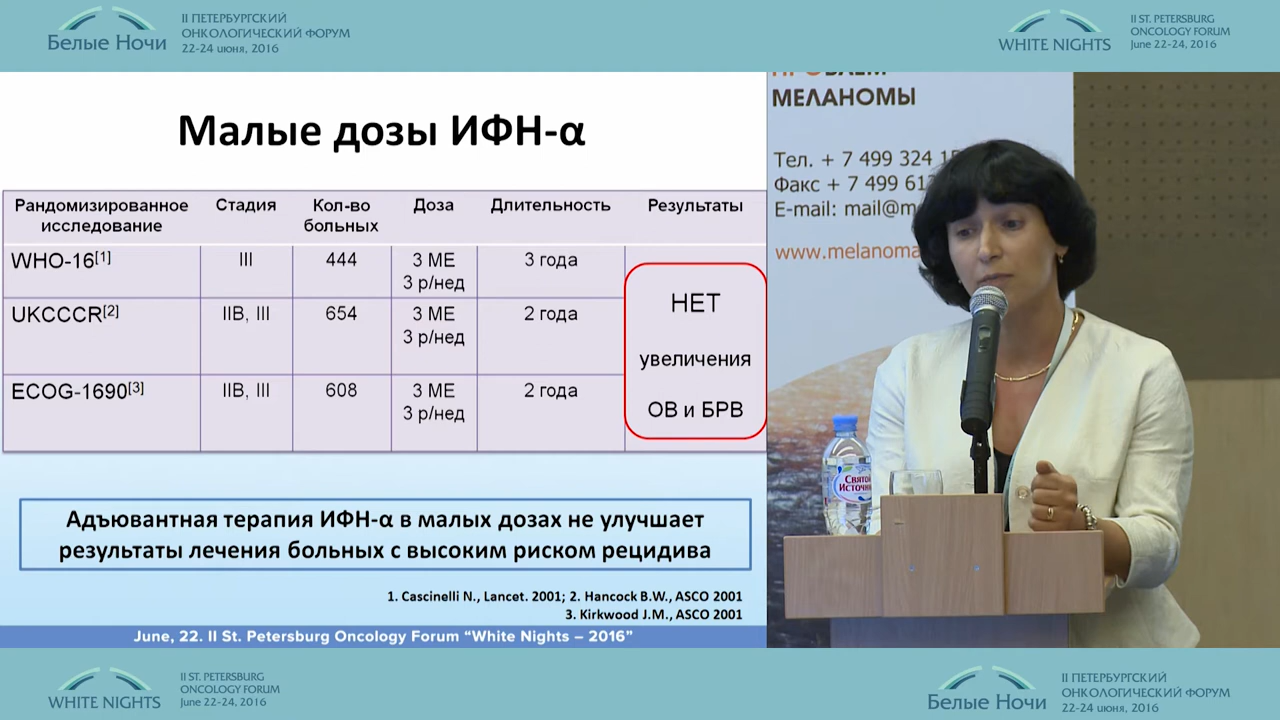 Белые Ночи
II ПЕТЕРБУРГСКИЙ
ОНКОЛОГИЧЕСКИЙ ФОРУМ
22-24 июня, 2016
WHITE NIGHTS
II ST. PETERSBURG
ONCOLOGY FORUM
June 22-24, 2016
Малые дозы ИФН-α
Рандомизированное исследование Стадия Кол-во больных Доза Длительность Результаты
WHO-16[1] III 444 3 МЕ 3 р/нед 3 года
UKCCCR[2] IIB, III 654 3 МЕ 3 р/нед 2 года
ECOG-1690[3] IIB, III 608 3 МЕ 3 р/нед 2 года
НЕТ
увеличения
ОВ и БРВ
Адъювантная терапия ИФН-α в малых дозах не улучшает
результаты лечения больных с высоким риском рецидива
1. Cascinelli N., Lancet. 2001; 2. Hancock B.W., ASCO 2001
3. Kirkwood J.M., ASCO 2001
June, 22. II St. Petersburg Oncology Forum “White Nights – 2016”
МЕЛАНОМЫ
Тел. + 7 499 324
Факс + 7 499
E-mail:
Святой
Источник
WHITE NIGHTS
II ST. PETERSBURG
ONCOLOGY FORUM
June 22-24, 2016
Белые Ночи
II ПЕТЕРБУРГСКИЙ
ОНКОЛОГИЧЕСКИЙ ФОРУМ
22-24 июня, 2016